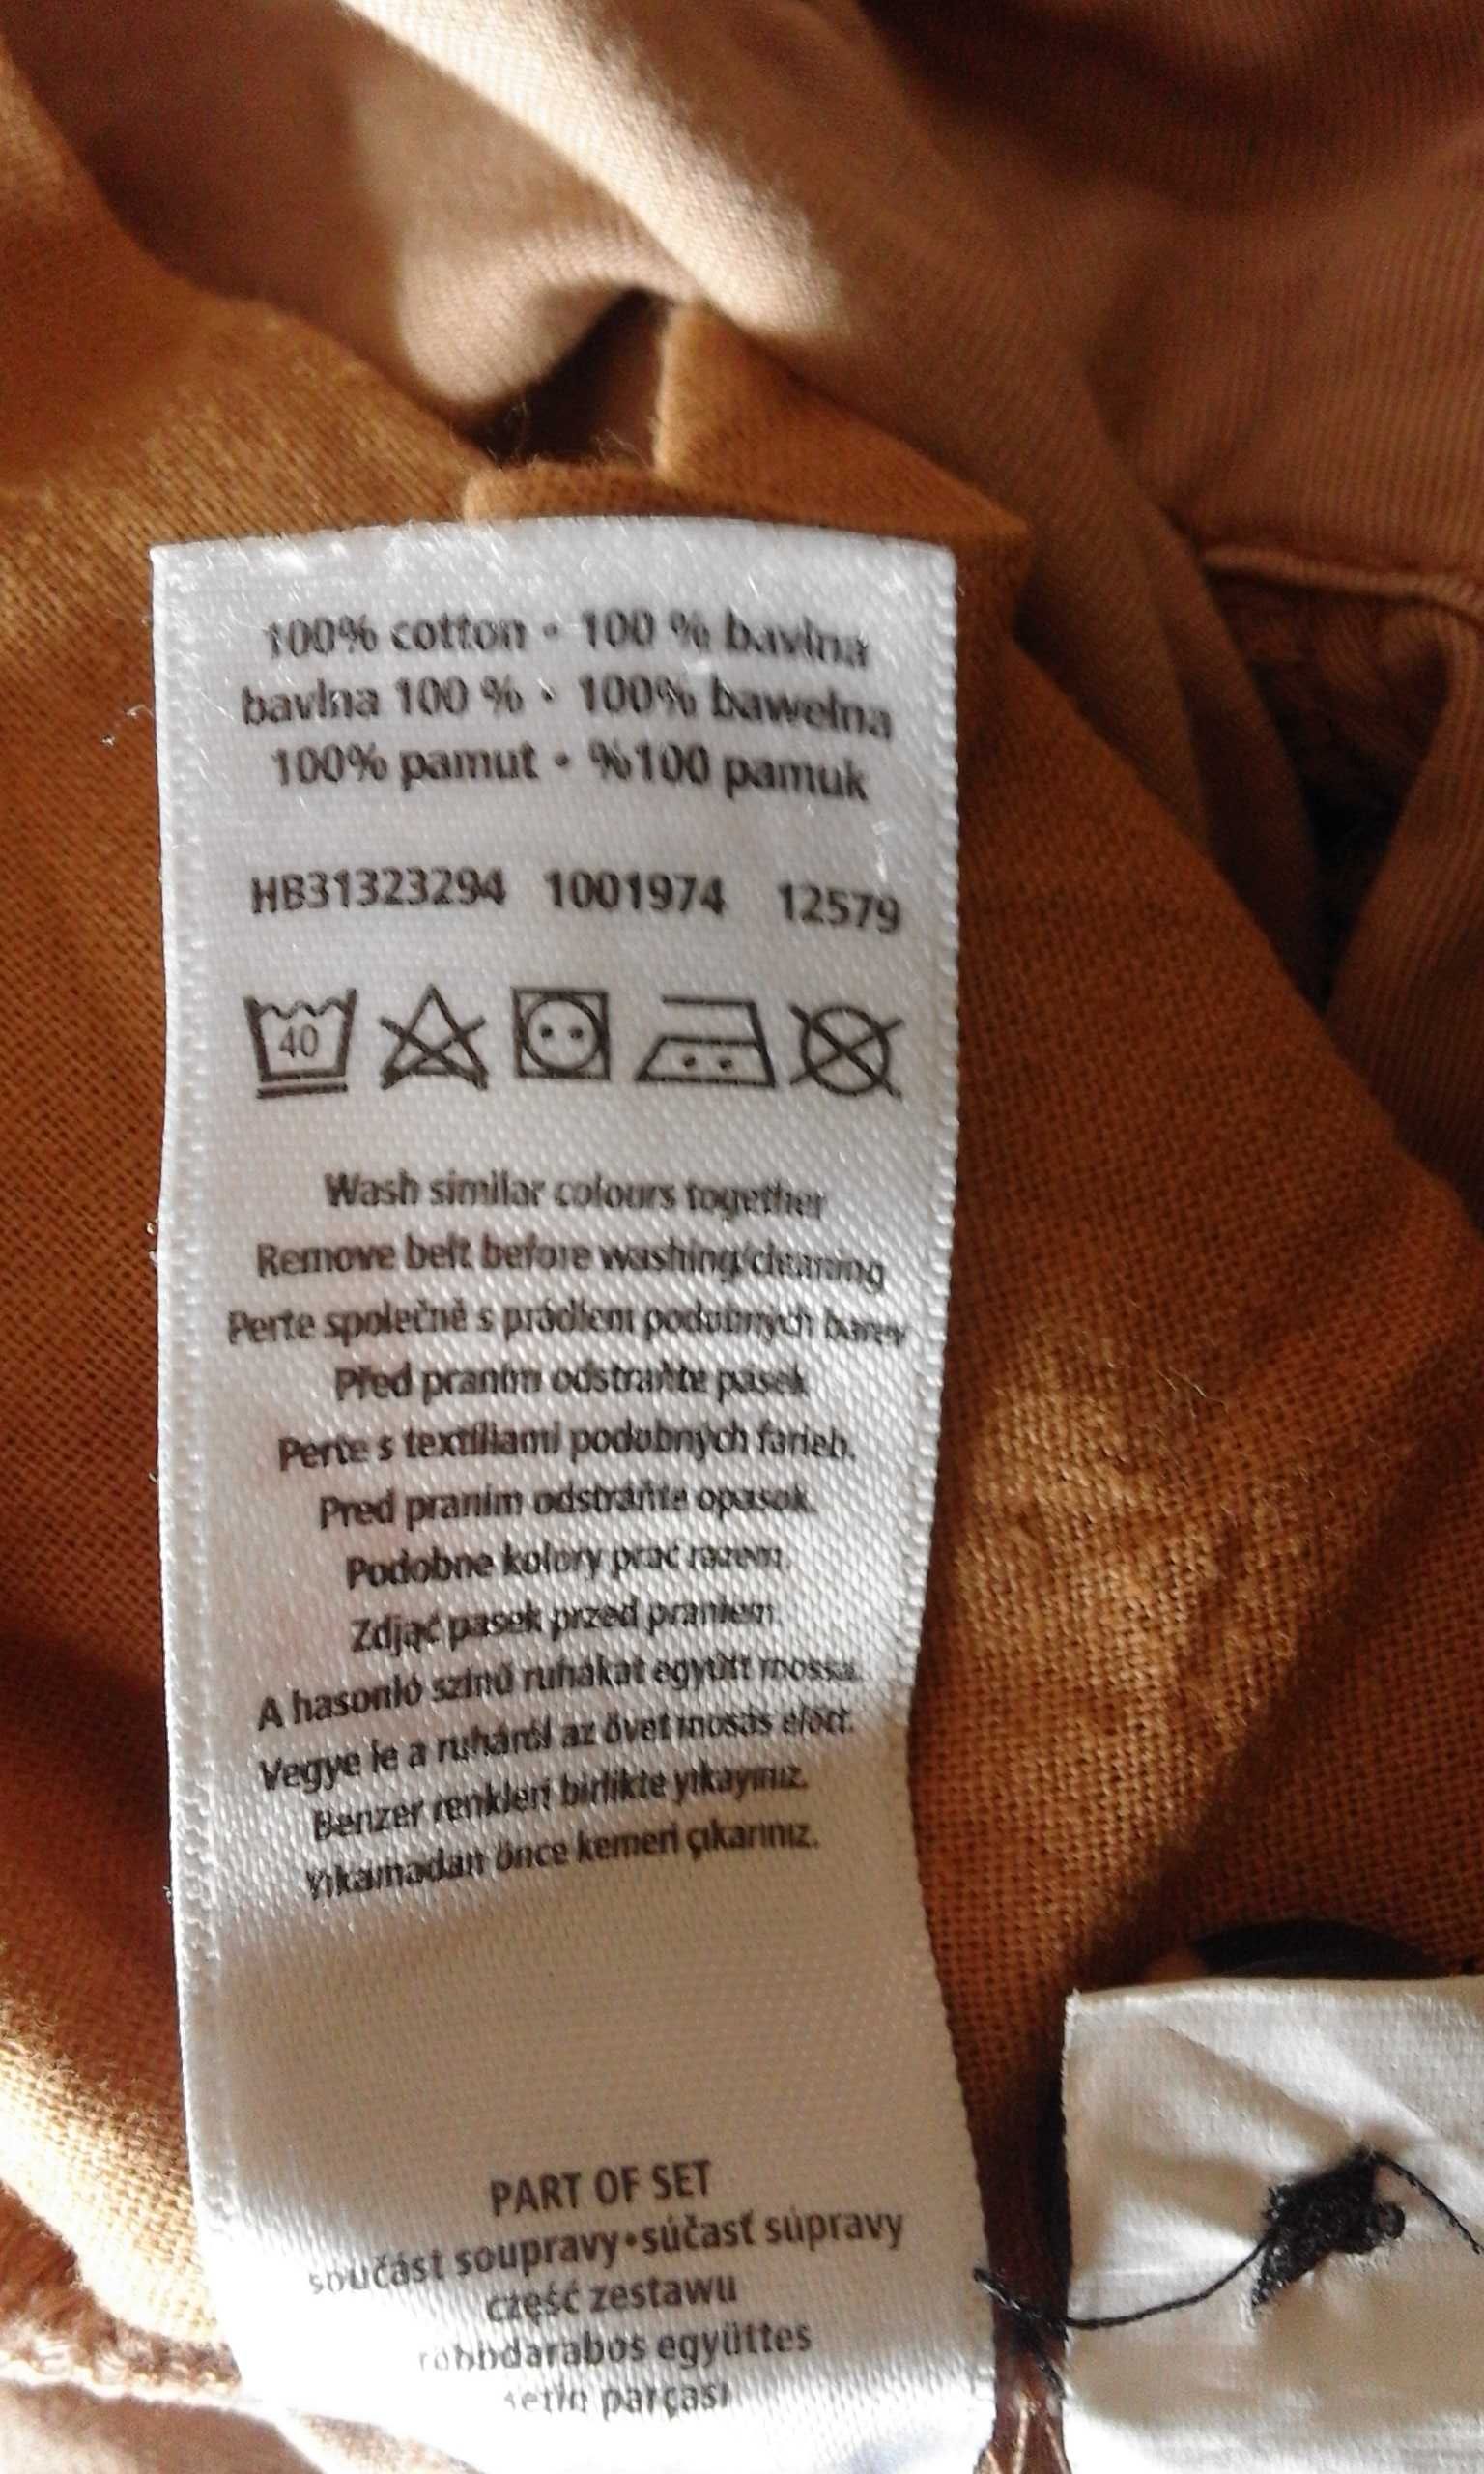 100% cotton • 100 % bavlna
bavlna 100 % • 100% bawełna
100% pamut • %100 pamuk
HB31323294 1001974 12579
40
Wash similar colours together
Remove belt before washing/cleaning
Perte společně s prádlem podobných barev
Před praním odstraňte pásek
Perte s textíliami podobných farieb.
Pred praním odstráňte opasok.
Podobne kolory prać razem.
Zdjąć pasek przed praniem.
A hasonló színű ruhákat együtt mossa.
Vegye le a ruháról az övet mosás előtt.
Benzer renkleri birlikte yıkayınız.
Yıkamadan önce kemeri çıkarınız.
PART OF SET
součást soupravy•súčasť súpravy
część zestawu
többdarabos együttes
setin parçası